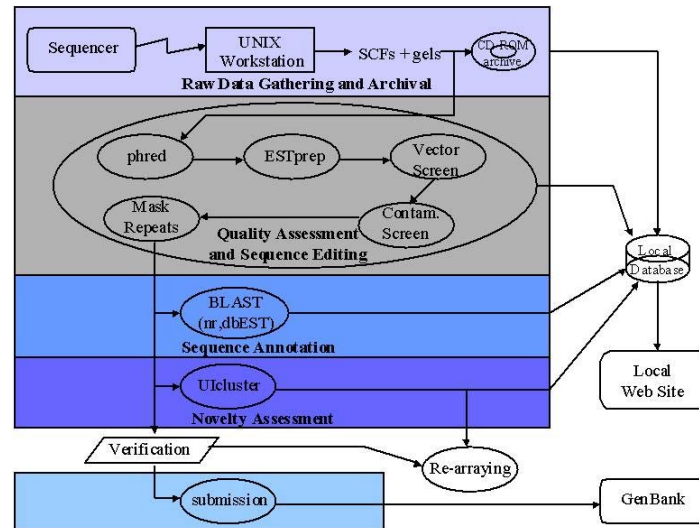 Sequencer
UNIX
Workstation
SCFs + gels
CD-ROM
archive
Raw Data Gathering and Archival
phred
ESTprep
Vector
Screen
Mask
Repeats
Contam.
Screen
Quality Assessment
and Sequence Editing
Local
Database
BLAST
(nr,dbEST)
Sequence Annotation
UIcluster
Novelty Assessment
Local
Web Site
Verification
Re-arraying
submission
GenBank